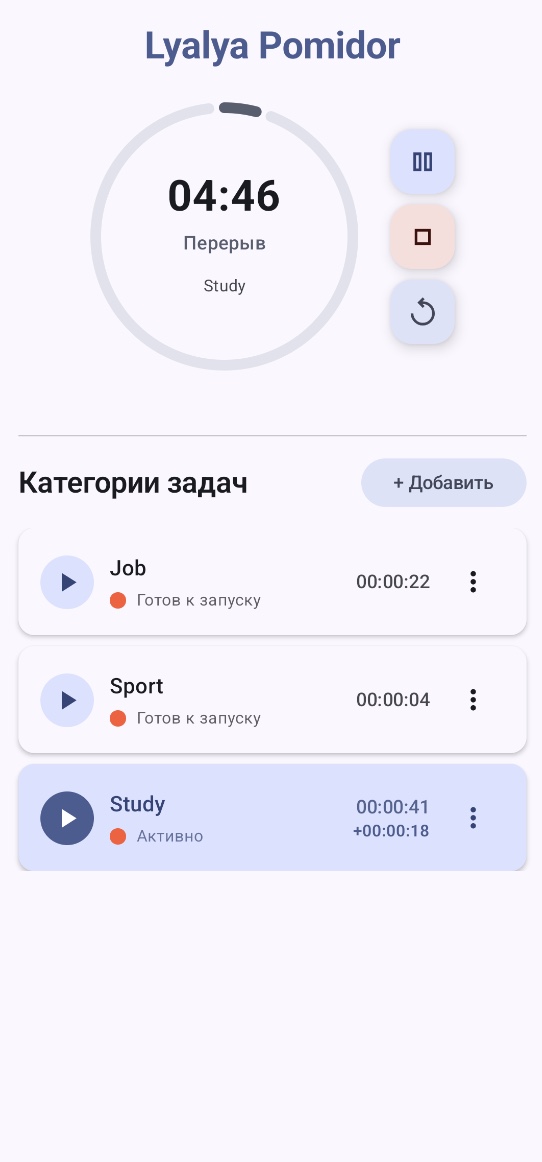 Lyalya Pomidor
04:46
Перерыв
Study
Категории задач
+ Добавить
Job
Готов к запуску
00:00:22
Sport
Готов к запуску
00:00:04
Study
Активно
00:00:41
+00:00:18